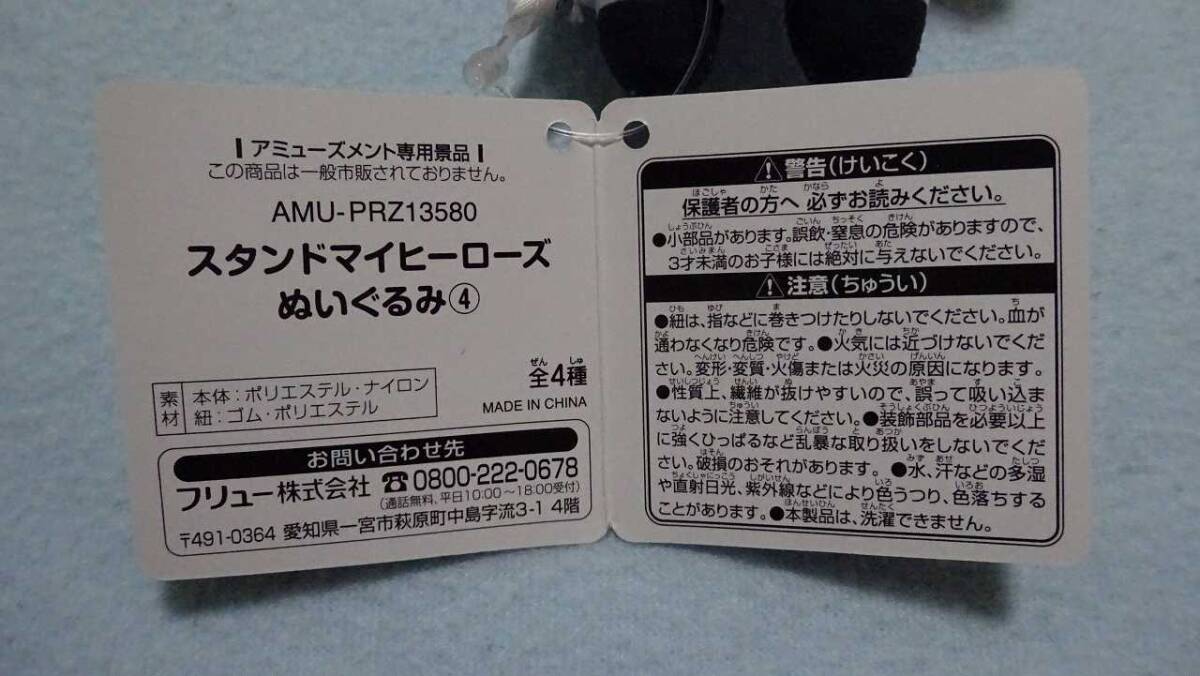 アミューズメント専用景品
この商品は一般市販されておりません。
AMU-PRZ13580
スタンドマイヒーローズ
ぬいぐるみ④
全4種
MADE IN CHINA
素材
本体:ポリエステル・ナイロン
紐:ゴム・ポリエステル
お問い合わせ先
フリュー株式会社 ☎0800-222-0678
(通話無料、平日10:00~18:00受付)
〒491-0364 愛知県一宮市萩原町中島字流3-1 4階
⚠警告(けいこく)
保護者の方へ 必ずお読みください。
●小部品があります。誤飲・窒息の危険がありますので、
3才未満のお子様には絶対に与えないでください。
⚠注意(ちゅうい)
●紐は、指などに巻きつけたりしないでください。血が
通わなくなり危険です。●火気には近づけないでくだ
さい。変形・変質・火傷または火災の原因になります。
●性質上、繊維が抜けやすいので、誤って吸い込ま
ないように注意してください。●装飾部品を必要以上
に強くひっぱるなど乱暴な取り扱いをしないでくだ
さい。破損のおそれがあります。●水、汗などの多湿
や直射日光、紫外線などにより色うつり、色落ちする
ことがあります。●本製品は、洗濯できません。